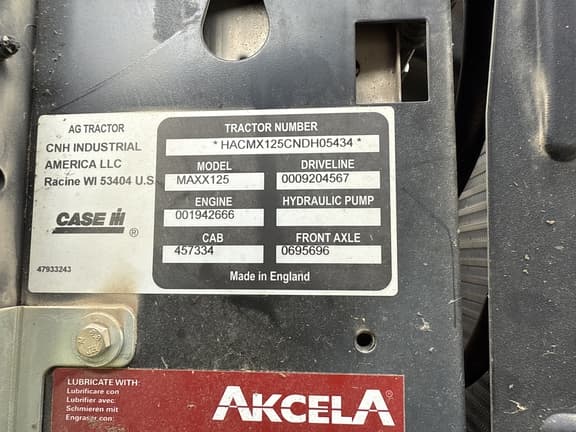 AG TRACTOR
CNH INDUSTRIAL
AMERICA LLC
Racine WI 53404 U.S.
CASE IH ®
47933243
TRACTOR NUMBER
* HACMX125CNDH05434 *
MODEL DRIVELINE
MAXX125 0009204567
ENGINE HYDRAULIC PUMP
001942666
CAB FRONT AXLE
457334 0695696
Made in England
LUBRICATE WITH:
Lubrificare con
Lubrifier avec:
Schmieren mit
Engrasar con:
AKCELA